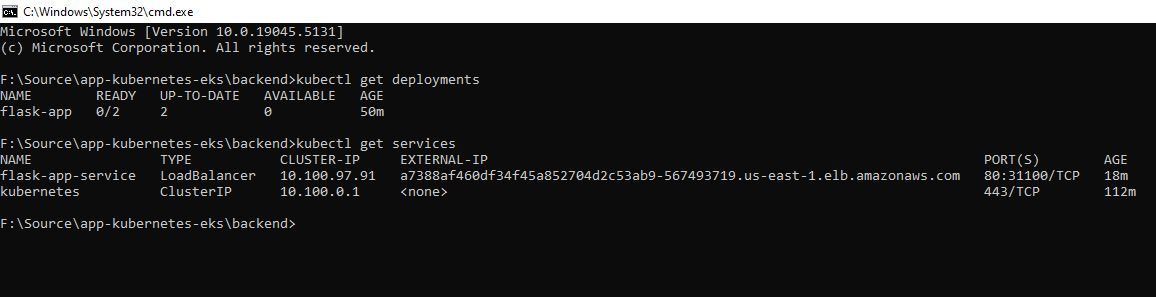 C:\Windows\System32\cmd.exe
Microsoft Windows [Version 10.0.19045.5131]
(c) Microsoft Corporation. All rights reserved.
F:\Source\app-kubernetes-eks\backend>kubectl get deployments
NAME READY UP-TO-DATE AVAILABLE AGE
flask-app 0/2 2 0 50m
F:\Source\app-kubernetes-eks\backend>kubectl get services
NAME TYPE CLUSTER-IP EXTERNAL-IP PORT(S) AGE
flask-app-service LoadBalancer 10.100.97.91 a7388af460df34f45a852704d2c53ab9-567493719.us-east-1.elb.amazonaws.com 80:31100/TCP 18m
kubernetes ClusterIP 10.100.0.1 <none> 443/TCP 112m
F:\Source\app-kubernetes-eks\backend>